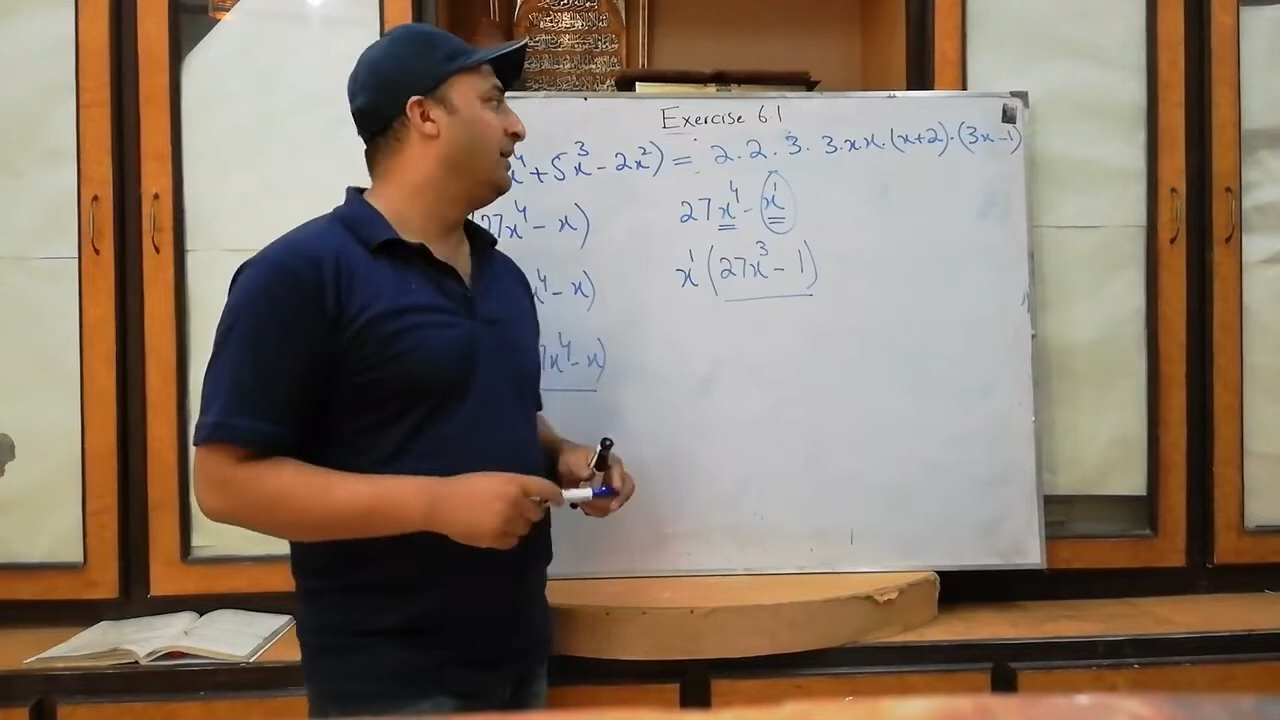 Exercise 6.1
x⁴ + 5x³ - 2x²) = 2.2.3.3.x.x.(x+2).(3x-1)
27x⁴ - x)
27x⁴ - x¹
x⁴ - x)
x¹(27x³ - 1)
7x⁴ - x)